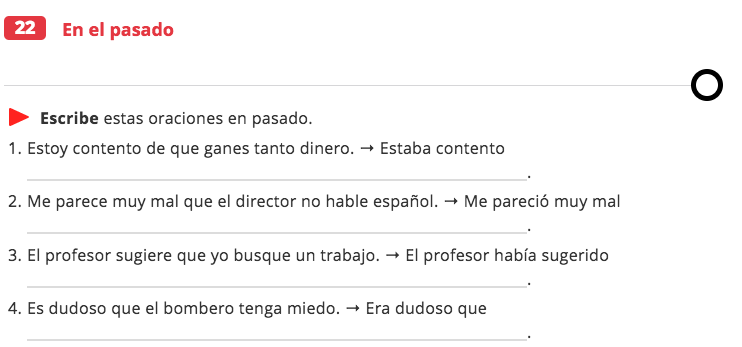 22 En el pasado
Escribe estas oraciones en pasado.
1. Estoy contento de que ganes tanto dinero. → Estaba contento
.
2. Me parece muy mal que el director no hable español. → Me pareció muy mal
.
3. El profesor sugiere que yo busque un trabajo. → El profesor había sugerido
.
4. Es dudoso que el bombero tenga miedo. → Era dudoso que
.